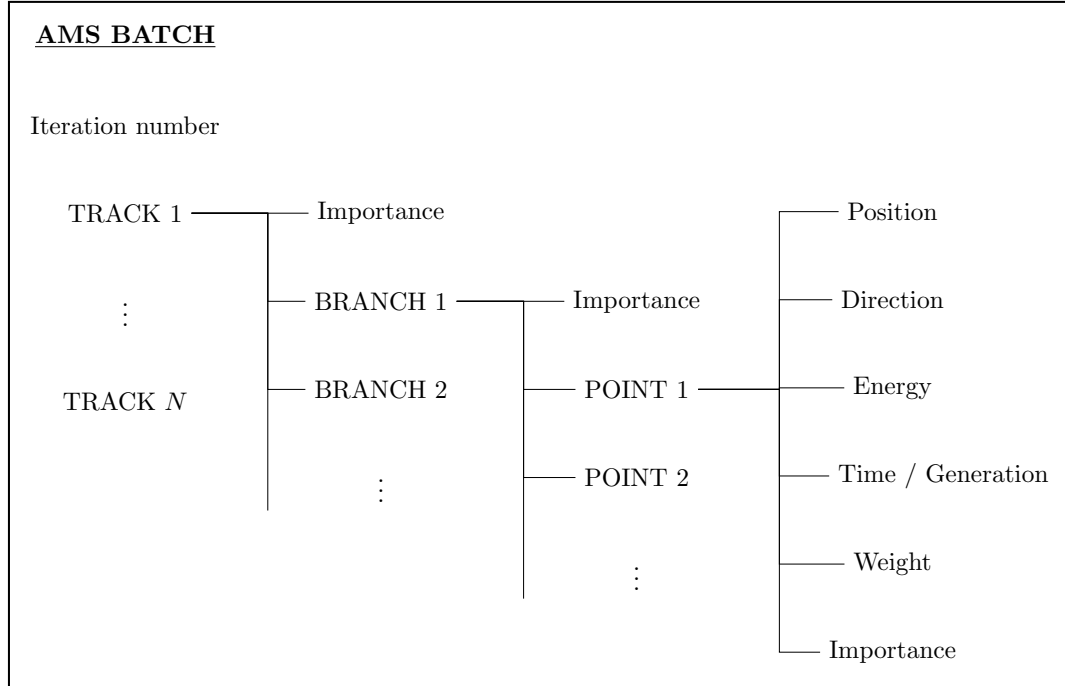 AMS BATCH
Iteration number
TRACK 1
⋮
TRACK N
Importance
BRANCH 1
BRANCH 2
⋮
Importance
POINT 1
POINT 2
⋮
Position
Direction
Energy
Time / Generation
Weight
Importance